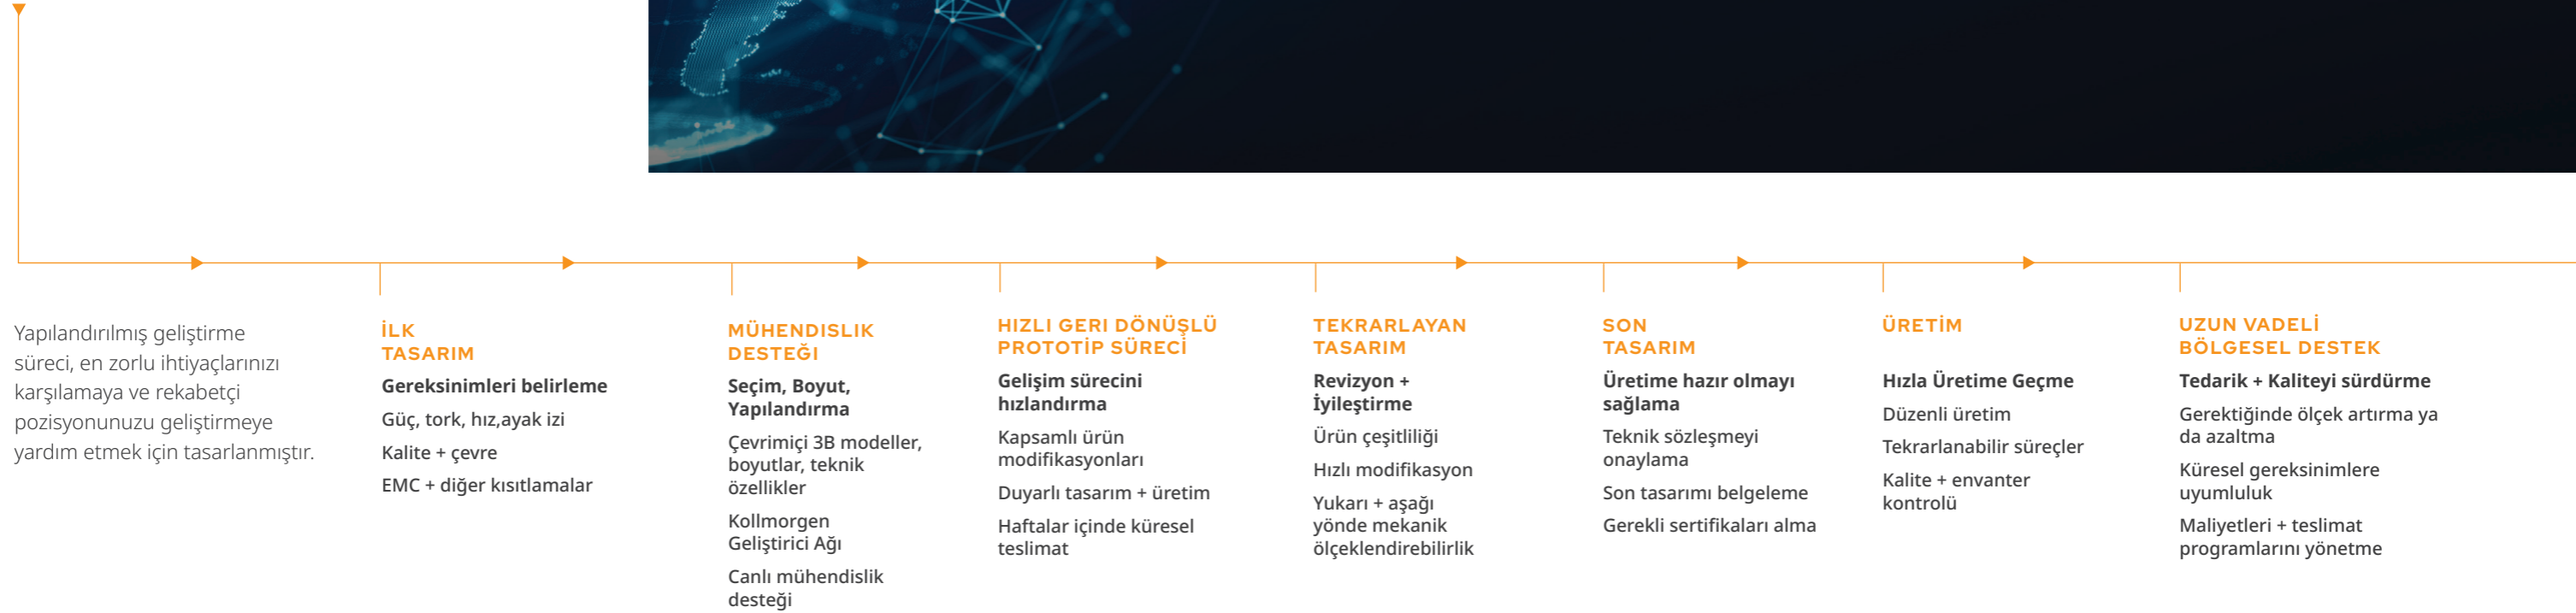 Yapılandırılmış geliştirme
süreci, en zorlu ihtiyaçlarınızı
karşılamaya ve rekabetçi
pozisyonunuzu geliştirmeye
yardım etmek için tasarlanmıştır.
İLK
TASARIM
Gereksinimleri belirleme
Güç, tork, hız,ayak izi
Kalite + çevre
EMC + diğer kısıtlamalar
MÜHENDISLIK
DESTEĞI
Seçim, Boyut,
Yapılandırma
Çevrimiçi 3B modeller,
boyutlar, teknik
özellikler
Kollmorgen
Geliştirici Ağı
Canlı mühendislik
desteği
HIZLI GERI DÖNÜŞLÜ
PROTOTİP SÜRECİ
Gelişim sürecini
hızlandırma
Kapsamlı ürün
modifikasyonları
Duyarlı tasarım + üretim
Haftalar içinde küresel
teslimat
TEKRARLAYAN
TASARIM
Revizyon +
İyileştirme
Ürün çeşitliliği
Hızlı modifikasyon
Yukarı + aşağı
yönde mekanik
ölçeklendirebilirlik
SON
TASARIM
Üretime hazır olmayı
sağlama
Teknik sözleşmeyi
onaylama
Son tasarımı belgeleme
Gerekli sertifikaları alma
ÜRETİM
Hızla Üretime Geçme
Düzenli üretim
Tekrarlanabilir süreçler
Kalite + envanter
kontrolü
UZUN VADELİ
BÖLGESEL DESTEK
Tedarik + Kaliteyi sürdürme
Gerektiğinde ölçek artırma ya
da azaltma
Küresel gereksinimlere
uyumluluk
Maliyetleri + teslimat
programlarını yönetme